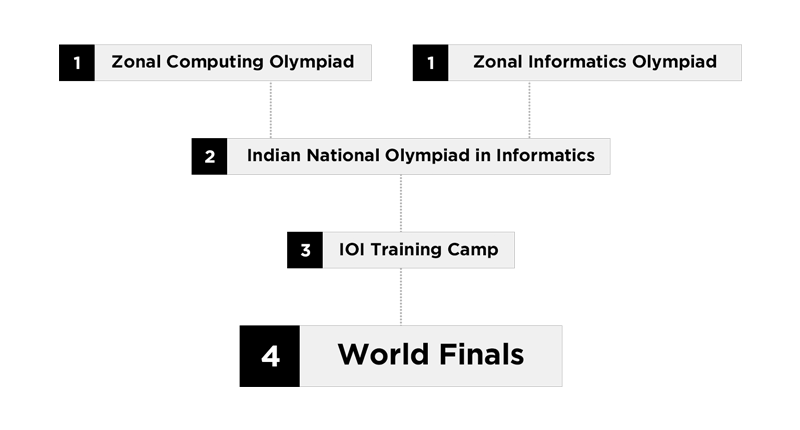 1 Zonal Computing Olympiad
1 Zonal Informatics Olympiad
2 Indian National Olympiad in Informatics
3 IOI Training Camp
4 World Finals